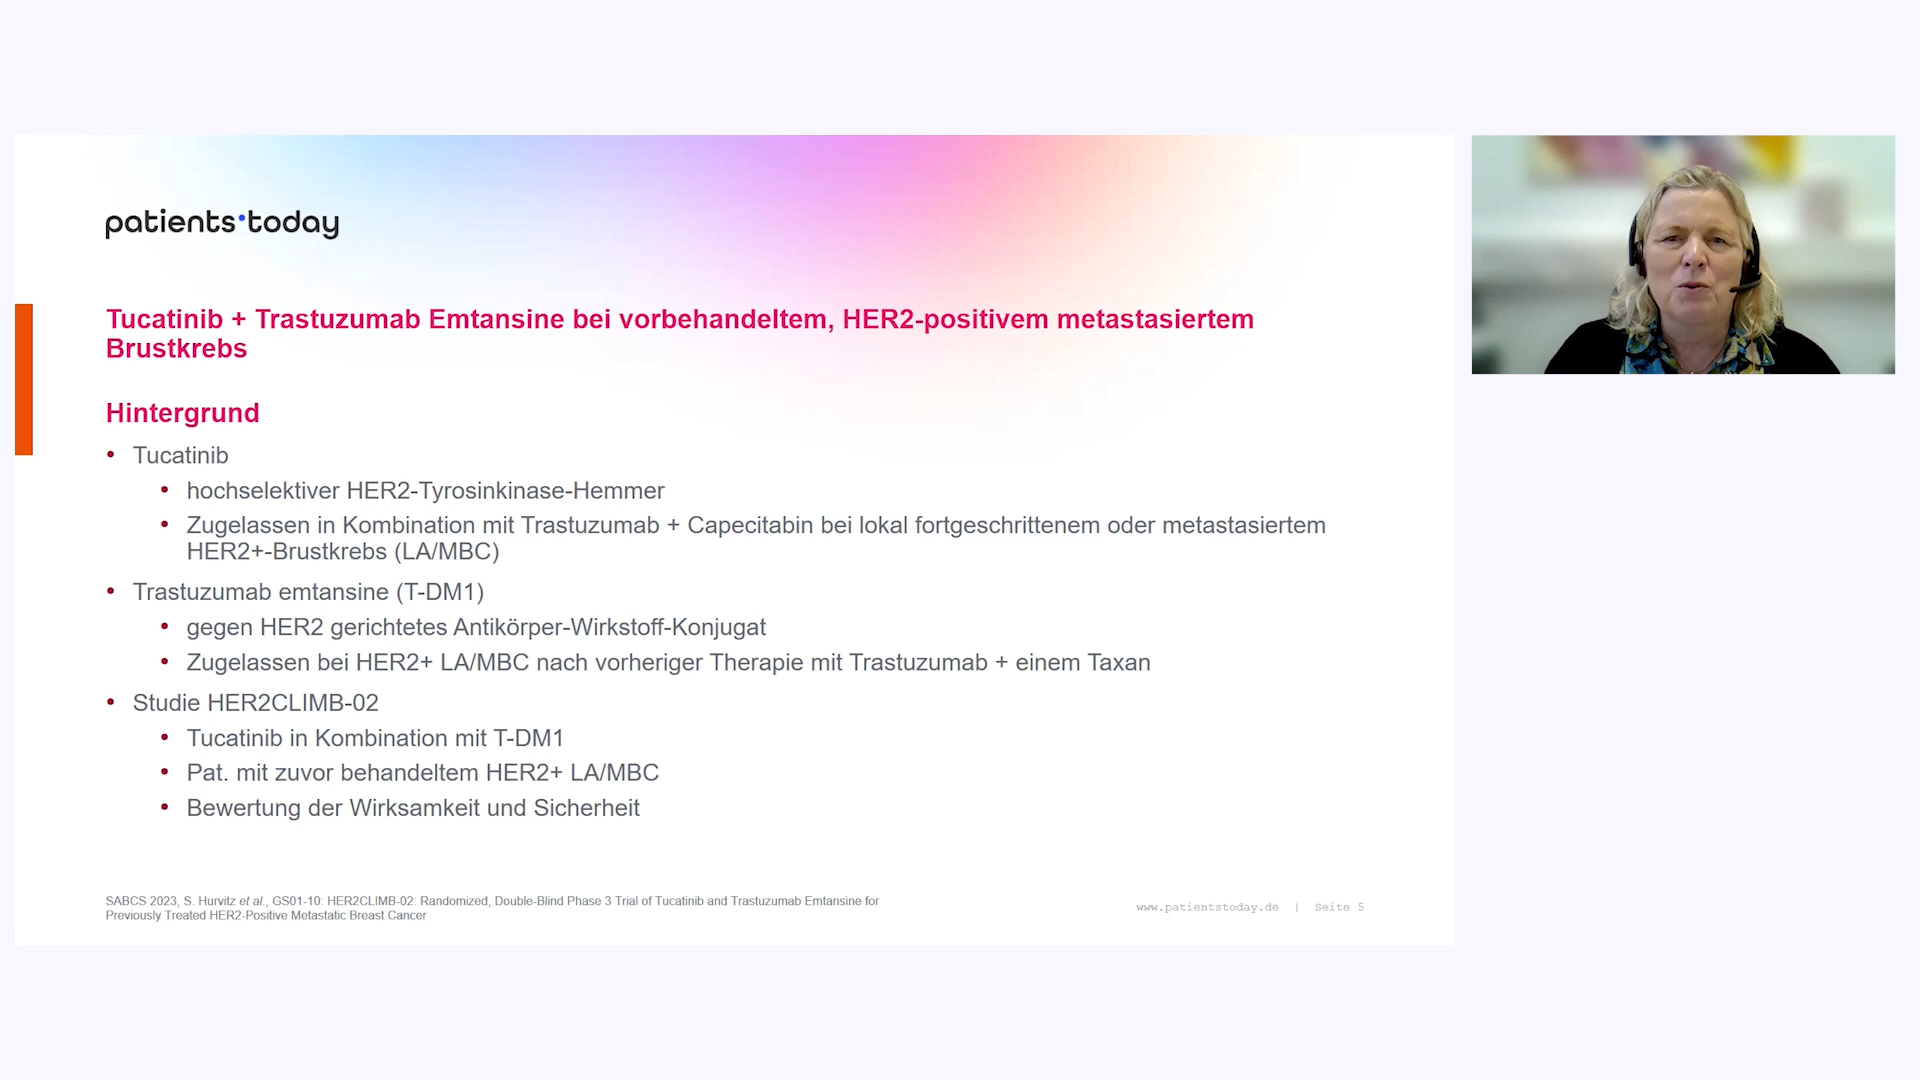 patients•today
Tucatinib + Trastuzumab Emtansine bei vorbehandeltem, HER2-positivem metastasiertem
Brustkrebs
Hintergrund
• Tucatinib
• hochselektiver HER2-Tyrosinkinase-Hemmer
• Zugelassen in Kombination mit Trastuzumab + Capecitabin bei lokal fortgeschrittenem oder metastasiertem
HER2+-Brustkrebs (LA/MBC)
• Trastuzumab emtansine (T-DM1)
• gegen HER2 gerichtetes Antikörper-Wirkstoff-Konjugat
• Zugelassen bei HER2+ LA/MBC nach vorheriger Therapie mit Trastuzumab + einem Taxan
• Studie HER2CLIMB-02
• Tucatinib in Kombination mit T-DM1
• Pat. mit zuvor behandeltem HER2+ LA/MBC
• Bewertung der Wirksamkeit und Sicherheit
SABCS 2023, S. Hurvitz et al., GS01-10: HER2CLIMB-02: Randomized, Double-Blind Phase 3 Trial of Tucatinib and Trastuzumab Emtansine for
Previously Treated HER2-Positive Metastatic Breast Cancer
www.patientstoday.de | Seite 5